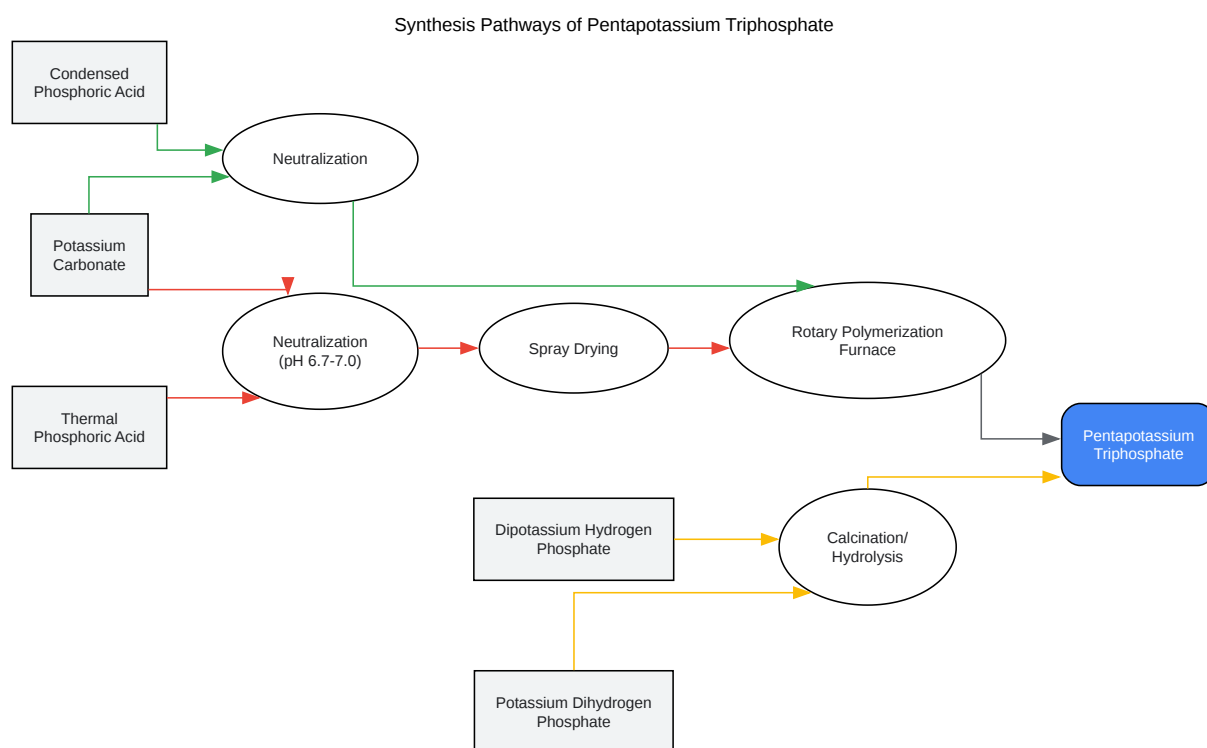 Synthesis Pathways of Pentapotassium Triphosphate
Condensed
Phosphoric Acid
Neutralization
Potassium
Carbonate
Neutralization
(pH 6.7-7.0)
Spray Drying
Rotary Polymerization
Furnace
Thermal
Phosphoric Acid
Pentapotassium
Triphosphate
Dipotassium Hydrogen
Phosphate
Calcination/
Hydrolysis
Potassium Dihydrogen
Phosphate